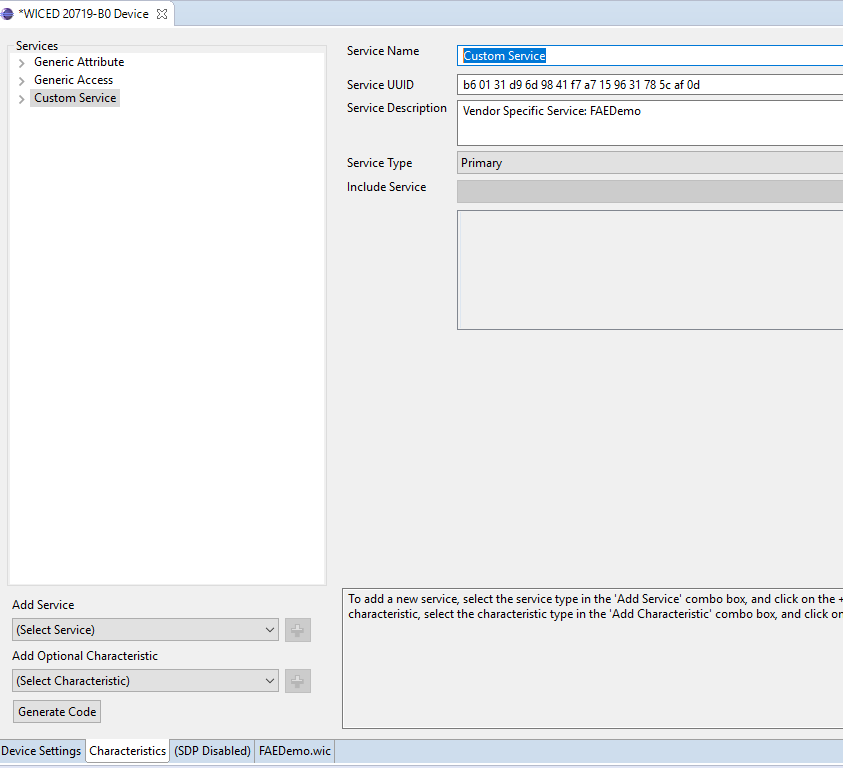 *WICED 20719-B0 Device
Services
Generic Attribute
Generic Access
Custom Service
Service Name
Custom Service
Service UUID
b6 01 31 d9 6d 98 41 f7 a7 15 96 31 78 5c af 0d
Service Description
Vendor Specific Service: FAEDemo
Service Type
Primary
Include Service
Add Service
(Select Service)
Add Optional Characteristic
(Select Characteristic)
Generate Code
To add a new service, select the service type in the 'Add Service' combo box, and click on the +
characteristic, select the characteristic type in the 'Add Characteristic' combo box, and click on
Device Settings Characteristics (SDP Disabled) FAEDemo.wic